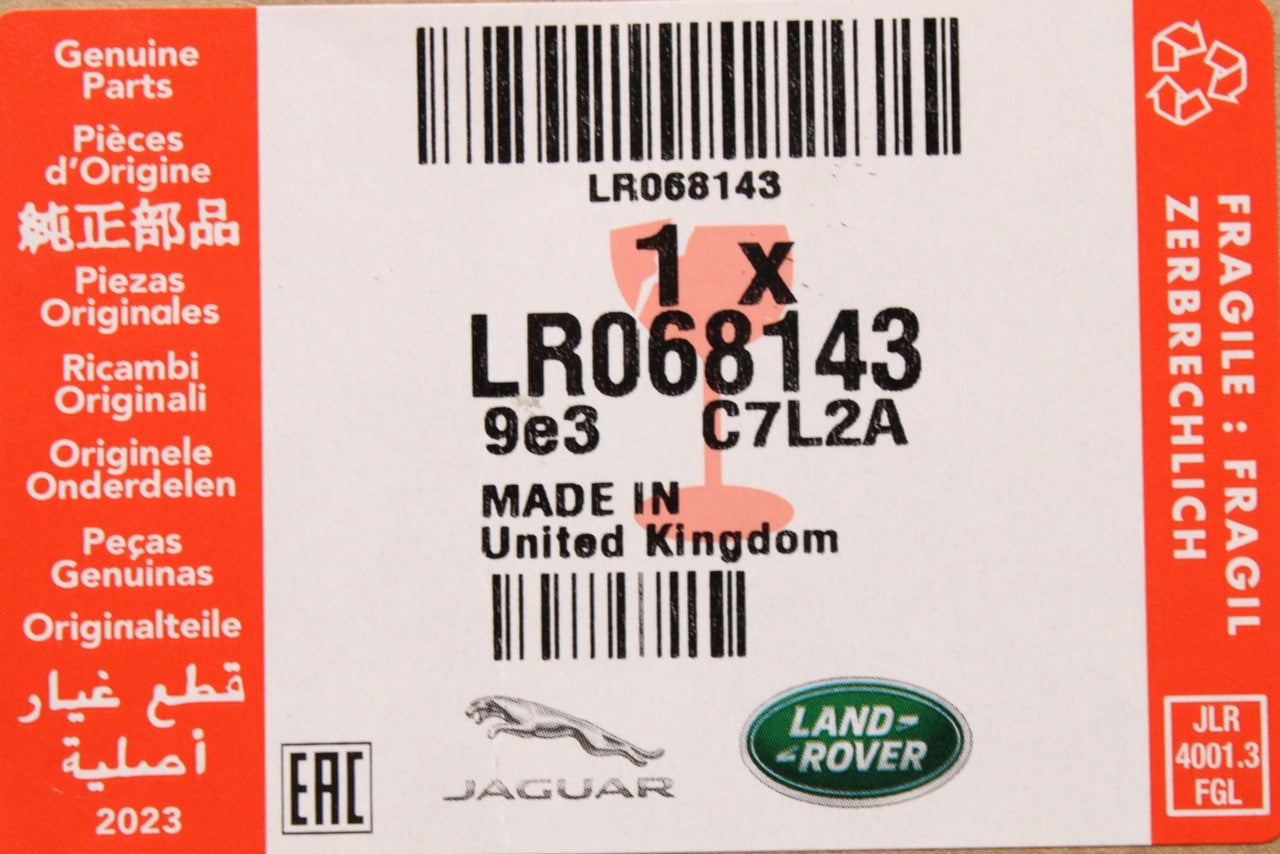 Genuine
Parts
Pièces
d'Origine
純正部品
Piezas
Originales
Ricambi
Originali
Originele
Onderdelen
Peças
Genuinas
Originalteile
قطع غيار
أصلية
2023
LR068143
1 x
LR068143
9e3 C7L2A
MADE IN
United Kingdom
EAC
JAGUAR
LAND-
-ROVER
FRAGILE : FRAGIL
ZERBRECHLICH
JLR
4001.3
FGL